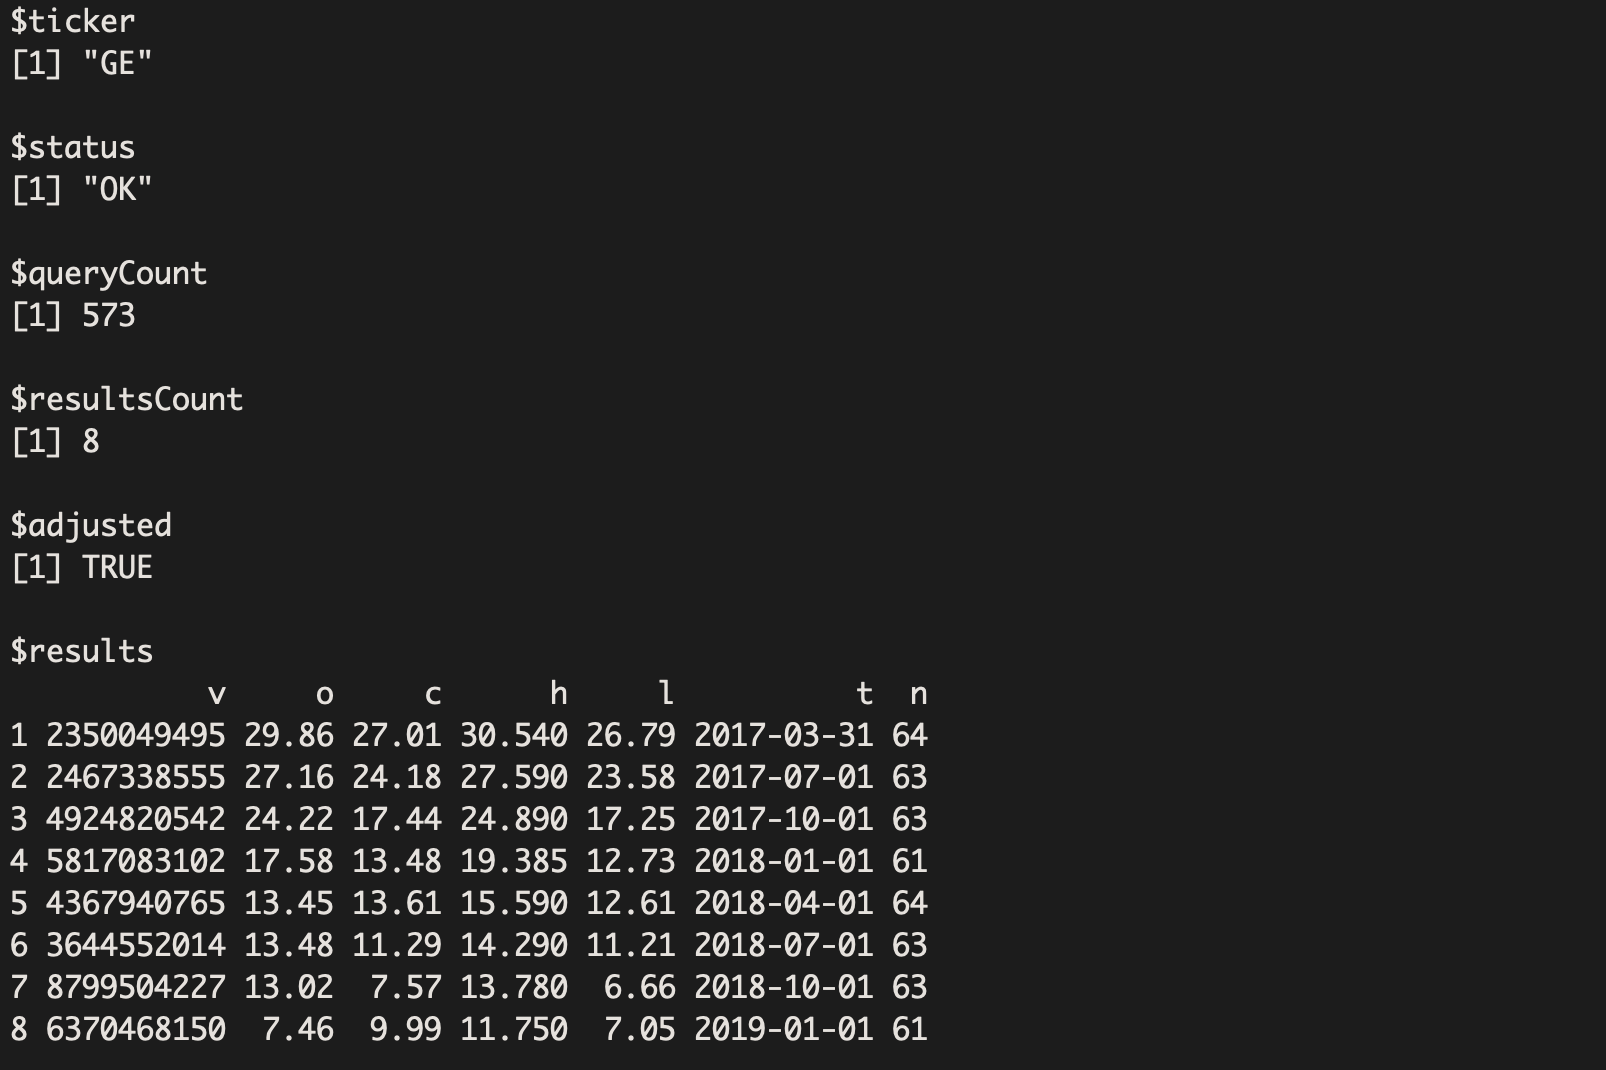 $ticker
[1] "GE"
$status
[1] "OK"
$queryCount
[1] 573
$resultsCount
[1] 8
$adjusted
[1] TRUE
$results
v o c h l t n
1 2350049495 29.86 27.01 30.540 26.79 2017-03-31 64
2 2467338555 27.16 24.18 27.590 23.58 2017-07-01 63
3 4924820542 24.22 17.44 24.890 17.25 2017-10-01 63
4 5817083102 17.58 13.48 19.385 12.73 2018-01-01 61
5 4367940765 13.45 13.61 15.590 12.61 2018-04-01 64
6 3644552014 13.48 11.29 14.290 11.21 2018-07-01 63
7 8799504227 13.02 7.57 13.780 6.66 2018-10-01 63
8 6370468150 7.46 9.99 11.750 7.05 2019-01-01 61